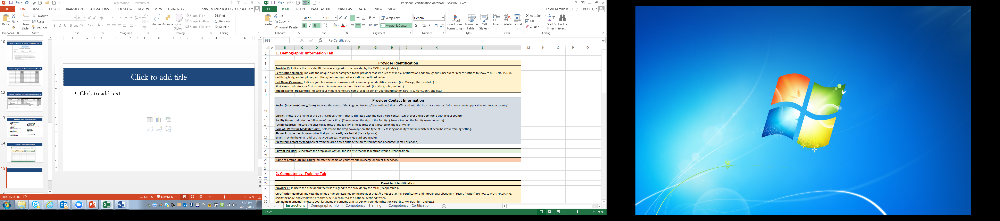 Presentation1 - PowerPoint
FILE HOME INSERT DESIGN TRANSITIONS ANIMATIONS SLIDE SHOW REVIEW VIEW EndNote X7
Kalou, Mireille B. (CDC/CGH/DGHT)
Paste
New
Slide
Layout
Reset
Section
44
Shapes Arrange Quick
Styles
Shape Fill
Shape Outline
Shape Effects
Find
Replace
Select
Clipboard Slides Font Paragraph Drawing Editing
10
11
12
13
Managing Tester Competency Data
14
Provider Certification Database
15
16
Click to add title
• Click to add text
SLIDE 15 OF 16
NOTES COMMENTS 59%
5:33 PM
4/18/2017
Personnel certification database - vs4.xlsx - Excel
FILE HOME INSERT PAGE LAYOUT FORMULAS DATA REVIEW VIEW
Kalou, Mireille B. (CDC/CGH/DGHT)
Paste
Cut
Copy
Format Painter
Calibri 12
Wrap Text
Merge & Center
General
Conditional
Formatting
Format as
Table
Cell
Styles
Insert Delete Format
AutoSum
Fill
Clear
Sort &
Filter
Find &
Select
Clipboard Font Alignment Number Styles Cells Editing
B88 Re-Certification
A B C D E F G H I J K L M N O P Q
1 1. Demographic Information Tab
2
3 Provider Identification
4 Provider ID: Indicate the provider ID that was assigned to the provider by the MOH (if applicable ).
5 Certification Number: Indicate the unique number assigned to the provider that s/he keeps at initial certification and throughout subsequent "recertification" to show to MOH, NACP, NRL,
certifying body, and employer, etc. that s/he is recognized as a national certified tester.
6 Last Name (Surname): Indicate your last name or surname as it is seen on your identification card. (i.e. Mwargi, Phiri, and etc.)
7 First Name: Indicate your first name as it is seen on your identification card. (i.e. Mary, John, and etc.)
8 Middle Name (3rd Name): : Indicate your middle name (3rd name) as it is seen on your identification card. (i.e. Mary, John, and etc.)
9
10 Provider Contact Information
11 Region (Province/County/Zone): Indicate the name of the Region (Province/County/Zone) that is affiliated with the healthcare center. (whichever one is applicable within your country).
12 District: Indicate the name of the District (department) that is affiliated with the healthcare center. (whichever one is applicable within your country).
13 Facility Name: Indicate the full name of the facility . (The name on the sign of the facility) ( Ensure to spell the facility name correctly).
14 Facility Address: Indicate the physical address of the facility. (The address that is located on the facility sign).
15 Type of HIV testing Modality/Point): Select from the drop down option, the type of HIV testing modality/point in which best describes your training setting.
16 Phone: Provide the phone number that you can easily reached at (i.e. cellphone).
17 Email: Provide the email address that you can easily be reached at (If applicable) .
18 Preferred Contact Method: Select from the drop down option, the preferred method of contact. (email or phone)
19
20 Current Job Title: Select from the drop down option, the job title that best describes your current position.
21
22 Name of Testing Site In Charge: Indicate the name of your test site in charge or direct supervisor.
23
24
25 2. Competency- Training Tab
26
27 Provider Identification
28 Provider ID: Indicate the provider ID that was assigned to the provider by the MOH (if applicable ).
29 Certification Number: Indicate the unique number assigned to the provider that s/he keeps at initial certification and throughout subsequent "recertification" to show to MOH, NACP, NRL,
certifying body, and employer, etc. that s/he is recognized as a national certified tester.
30 Last Name (Surname): Indicate your last name or surname as it is seen on your identification card. (i.e. Mwargi, Phiri, and etc.)
Instructions Demographic info Competency - Training Competency - Certification
READY 90%